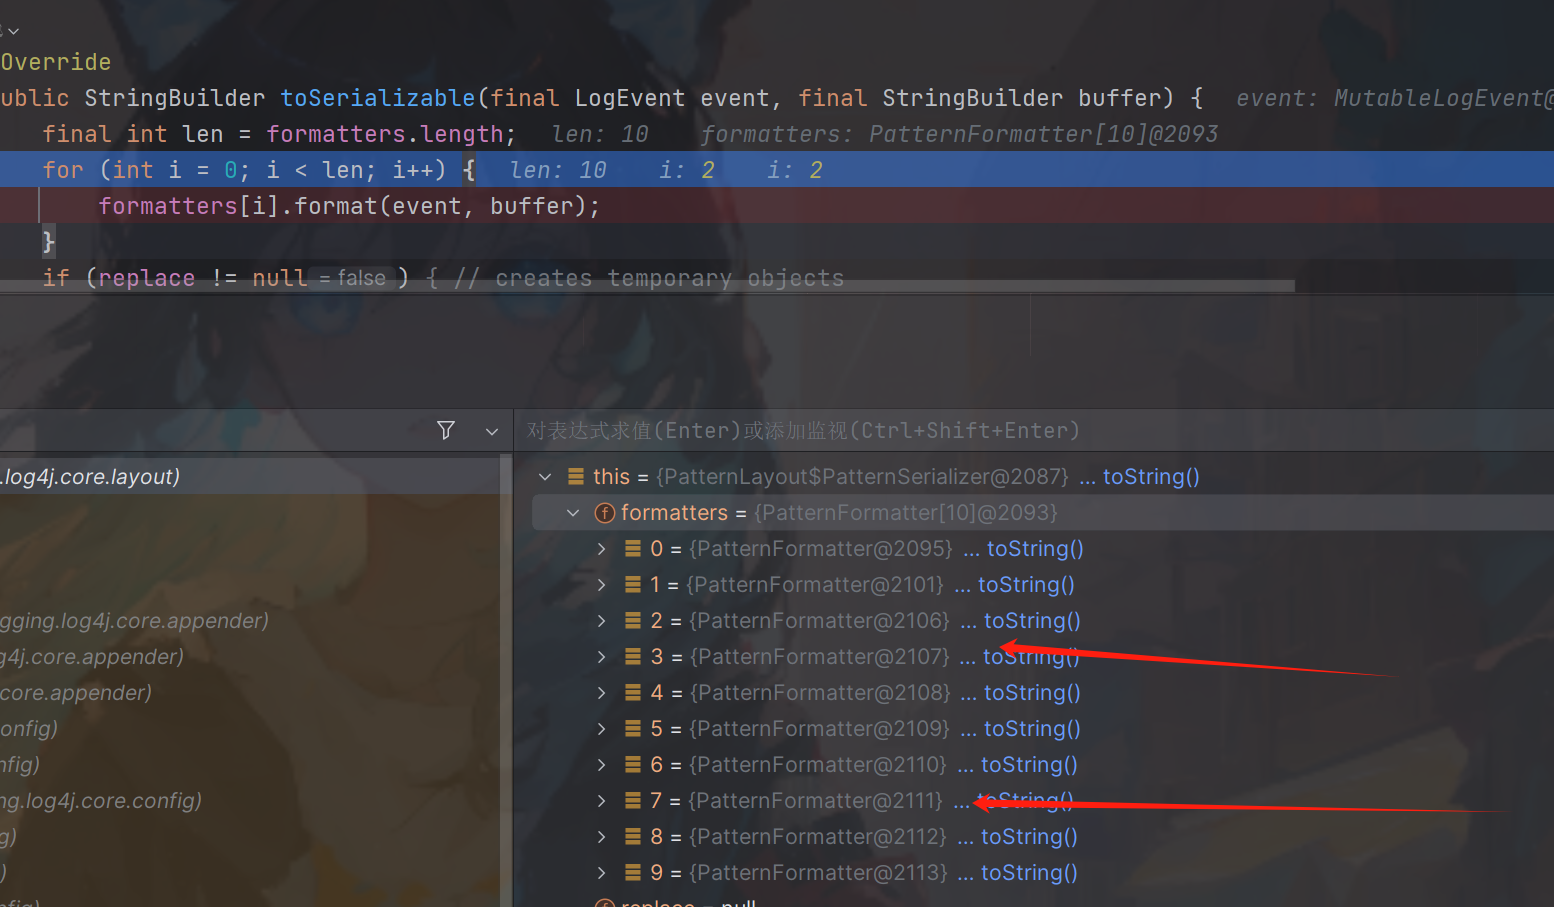 Override
ublic StringBuilder toSerializable(final LogEvent event, final StringBuilder buffer) { event: MutableLogEvent@
final int len = formatters.length; len: 10 formatters: PatternFormatter[10]@2093
for (int i = 0; i < len; i++) { len: 10 i: 2 i: 2
formatters[i].format(event, buffer);
}
if (replace != null = false ) { // creates temporary objects
对表达式求值(Enter)或添加监视(Ctrl+Shift+Enter)
.log4j.core.layout)
gging.log4j.core.appender)
g4j.core.appender)
core.appender)
onfig)
nfig)
ng.log4j.core.config)
g)
)
nfig)
this = {PatternLayout$PatternSerializer@2087} ... toString()
formatters = {PatternFormatter[10]@2093}
0 = {PatternFormatter@2095} ... toString()
1 = {PatternFormatter@2101} ... toString()
2 = {PatternFormatter@2106} ... toString()
3 = {PatternFormatter@2107} ... toString()
4 = {PatternFormatter@2108} ... toString()
5 = {PatternFormatter@2109} ... toString()
6 = {PatternFormatter@2110} ... toString()
7 = {PatternFormatter@2111} ... toString()
8 = {PatternFormatter@2112} ... toString()
9 = {PatternFormatter@2113} ... toString()
replace = null